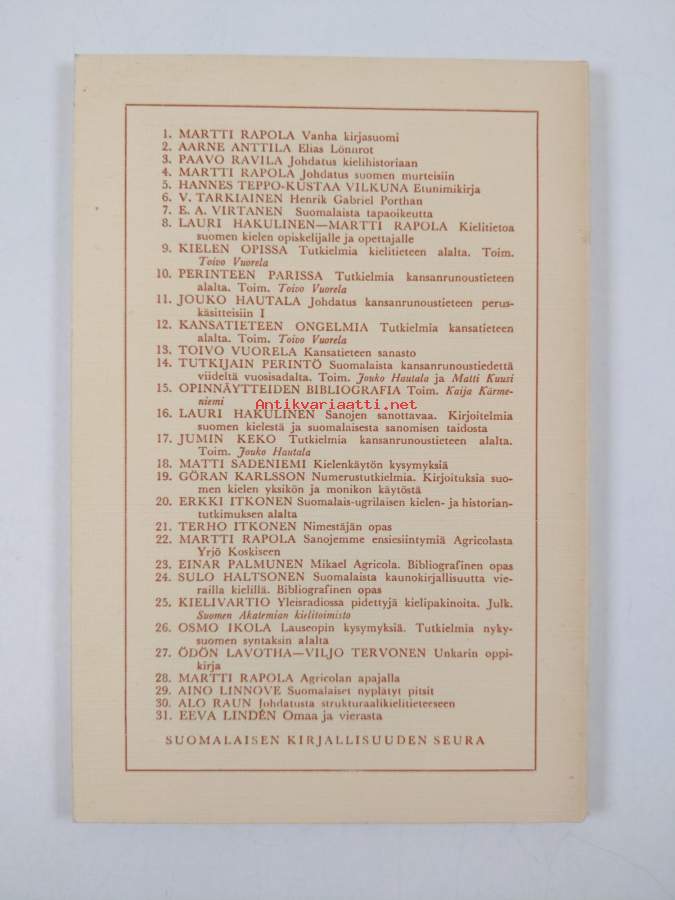 1. MARTTI RAPOLA Vanha kirjasuomi
2. AARNE ANTTILA Elias Lönnrot
3. PAAVO RAVILA Johdatus kielihistoriaan
4. MARTTI RAPOLA Johdatus suomen murteisiin
5. HANNES TEPPO-KUSTAA VILKUNA Etunimikirja
6. V. TARKIAINEN Henrik Gabriel Porthan
7. E. A. VIRTANEN Suomalaista tapaoikeutta
8. LAURI HAKULINEN—MARTTI RAPOLA Kielitietoa
suomen kielen opiskelijalle ja opettajalle
9. KIELEN OPISSA Tutkielmia kielitieteen alalta. Toim.
Toivo Vuorela
10. PERINTEEN PARISSA Tutkielmia kansanrunoustieteen
alalta. Toim. Toivo Vuorela
11. JOUKO HAUTALA Johdatus kansanrunoustieteen perus-
käsitteisiin I
12. KANSATIETEEN ONGELMIA Tutkielmia kansatieteen
alalta. Toim. Toivo Vuorela
13. TOIVO VUORELA Kansatieteen sanasto
14. TUTKIJAIN PERINTÖ Suomalaista kansanrunoustiedettä
viideltä vuosisadalta. Toim. Jouko Hautala ja Matti Kuusi
15. OPINNÄYTTEIDEN BIBLIOGRAFIA Toim. Kaija Kärme-
niemi
Antikvariaatti.net
16. LAURI HAKULINEN Sanojen sanottavaa. Kirjoitelmia
suomen kielestä ja suomalaisesta sanomisen taidosta
17. JUMIN KEKO Tutkielmia kansanrunoustieteen alalta.
Toim. Jouko Hautala
18. MATTI SADENIEMI Kielenkäytön kysymyksiä
19. GÖRAN KARLSSON Numerustutkielmia. Kirjoituksia suo-
men kielen yksikön ja monikon käytöstä
20. ERKKI ITKONEN Suomalais-ugrilaisen kielen- ja historian-
tutkimuksen alalta
21. TERHO ITKONEN Nimestäjän opas
22. MARTTI RAPOLA Sanojemme ensiesiintymiä Agricolasta
Yrjö Koskiseen
23. EINAR PALMUNEN Mikael Agricola. Bibliografinen opas
24. SULO HALTSONEN Suomalaista kaunokirjallisuutta vie-
railla kielillä. Bibliografinen opas
25. KIELIVARTIO Yleisradiossa pidettyjä kielipakinoita. Julk.
Suomen Akatemian kielitoimisto
26. OSMO IKOLA Lauseopin kysymyksiä. Tutkielmia nyky-
suomen syntaksin alalta
27. ÖDÖN LAVOTHA—VILJO TERVONEN Unkarin oppi-
kirja
28. MARTTI RAPOLA Agricolan apajalla
29. AINO LINNOVE Suomalaiset nyplätyt pitsit
30. ALO RAUN Johdatusta strukturaalikielitieteeseen
31. EEVA LINDÉN Omaa ja vierasta
SUOMALAISEN KIRJALLISUUDEN SEURA